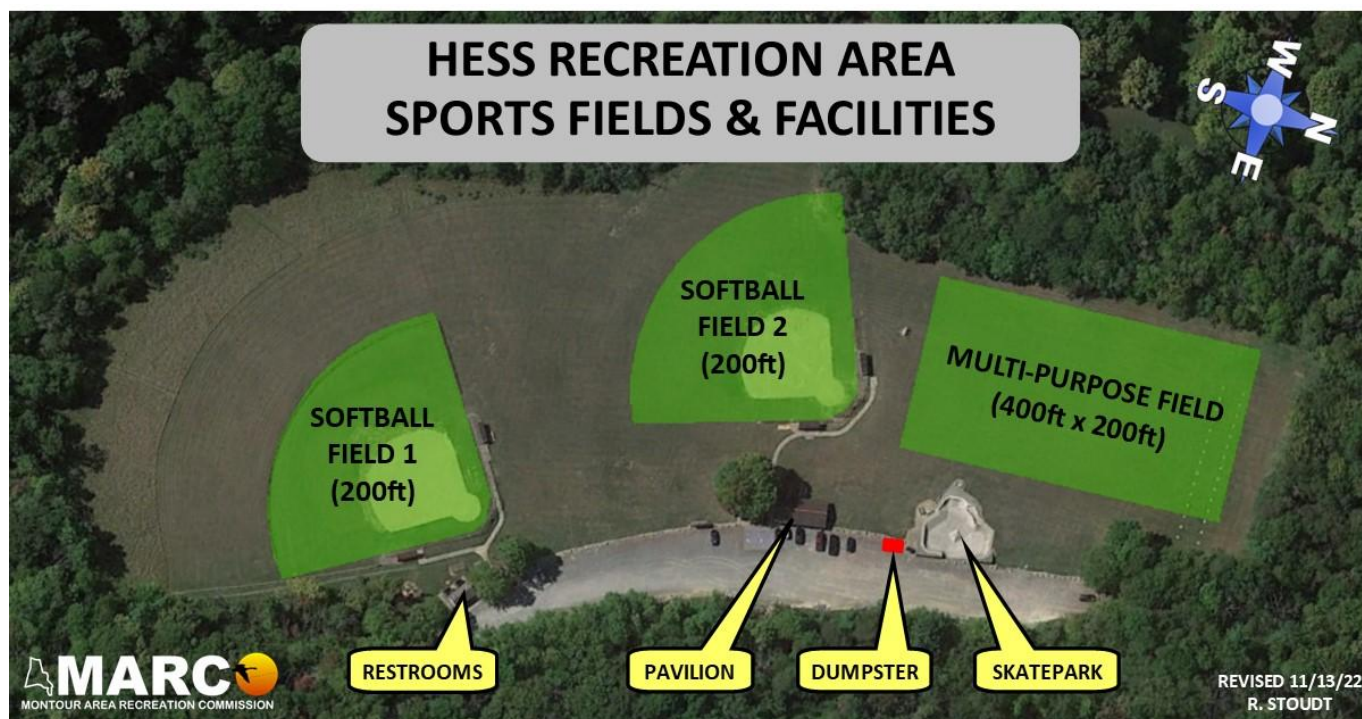 HESS RECREATION AREA
SPORTS FIELDS & FACILITIES
W
S
N
E
SOFTBALL
FIELD 2
(200ft)
MULTI-PURPOSE FIELD
(400ft x 200ft)
SOFTBALL
FIELD 1
(200ft)
RESTROOMS
PAVILION
DUMPSTER
SKATEPARK
MARC
MONTOUR AREA RECREATION COMMISSION
REVISED 11/13/22
R. STOUDT